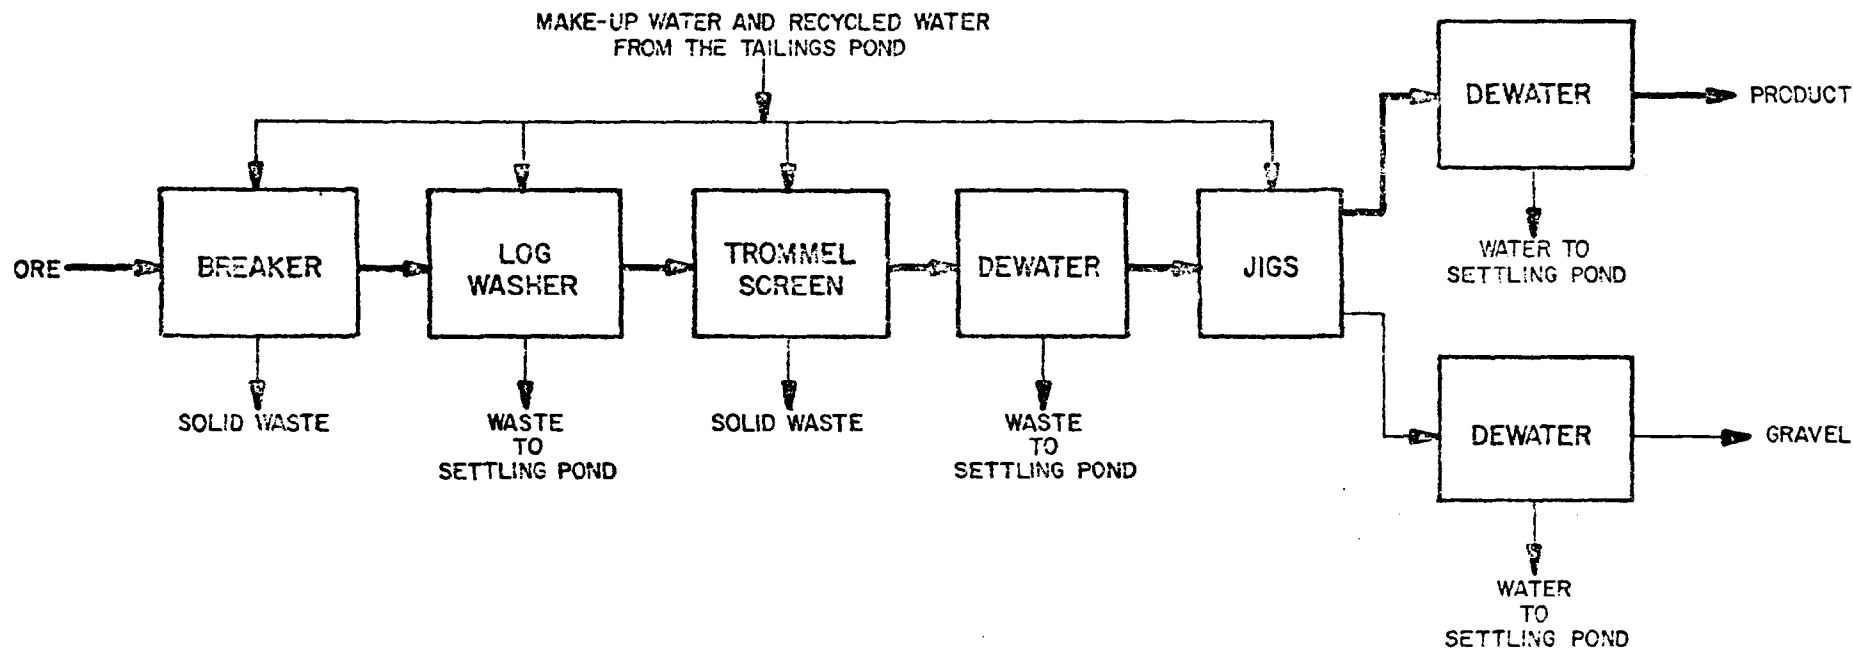 MAKE-UP WATER AND RECYCLED WATER
FROM THE TAILINGS POND
ORE
BREAKER
LOG
WASHER
TROMMEL
SCREEN
DEWATER
JIGS
DEWATER
PRODUCT
WATER TO
SETTLING POND
DEWATER
GRAVEL
WATER
TO
SETTLING POND
SOLID WASTE
WASTE
TO
SETTLING POND
SOLID WASTE
WASTE
TO
SETTLING POND